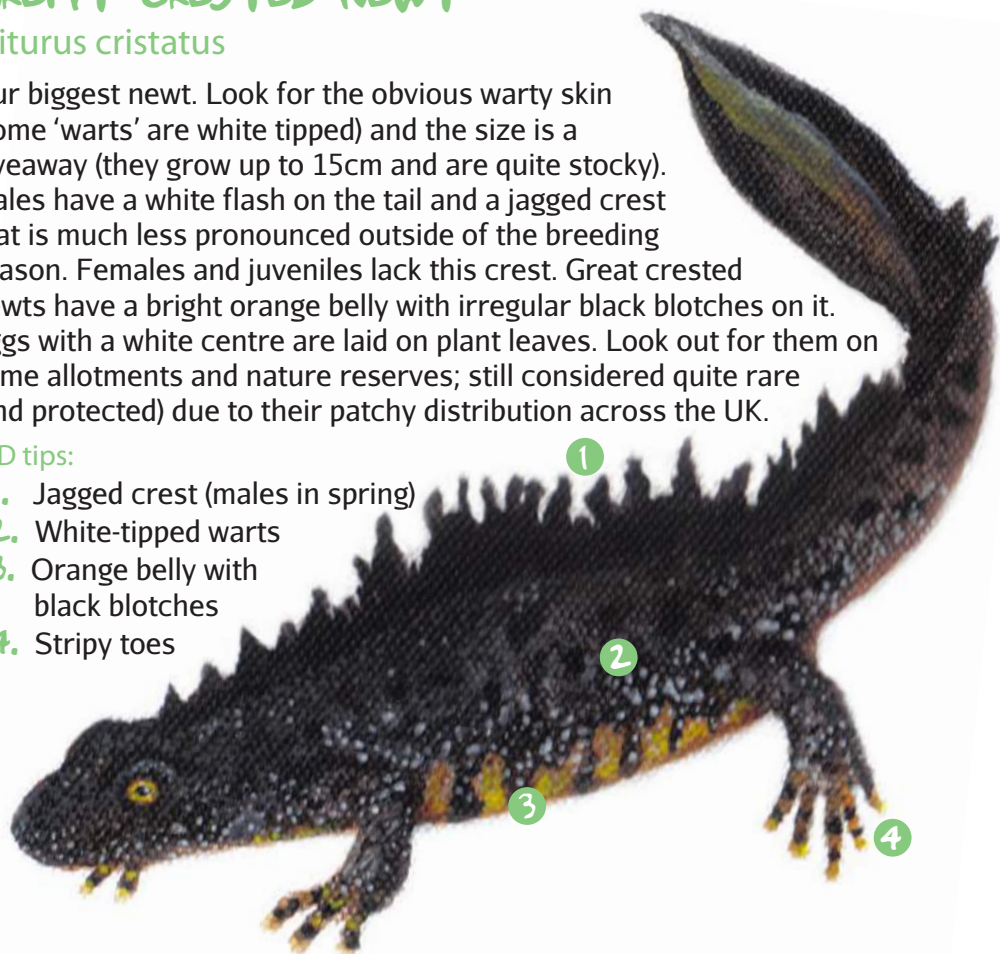 iturus cristatus
ur biggest newt. Look for the obvious warty skin
ome ‘warts’ are white tipped) and the size is a
veaway (they grow up to 15cm and are quite stocky).
ales have a white flash on the tail and a jagged crest
at is much less pronounced outside of the breeding
ason. Females and juveniles lack this crest. Great crested
wts have a bright orange belly with irregular black blotches on it.
ggs with a white centre are laid on plant leaves. Look out for them on
me allotments and nature reserves; still considered quite rare
nd protected) due to their patchy distribution across the UK.
D tips:
. Jagged crest (males in spring)
2. White-tipped warts
3. Orange belly with
black blotches
4. Stripy toes
1
2
3
4